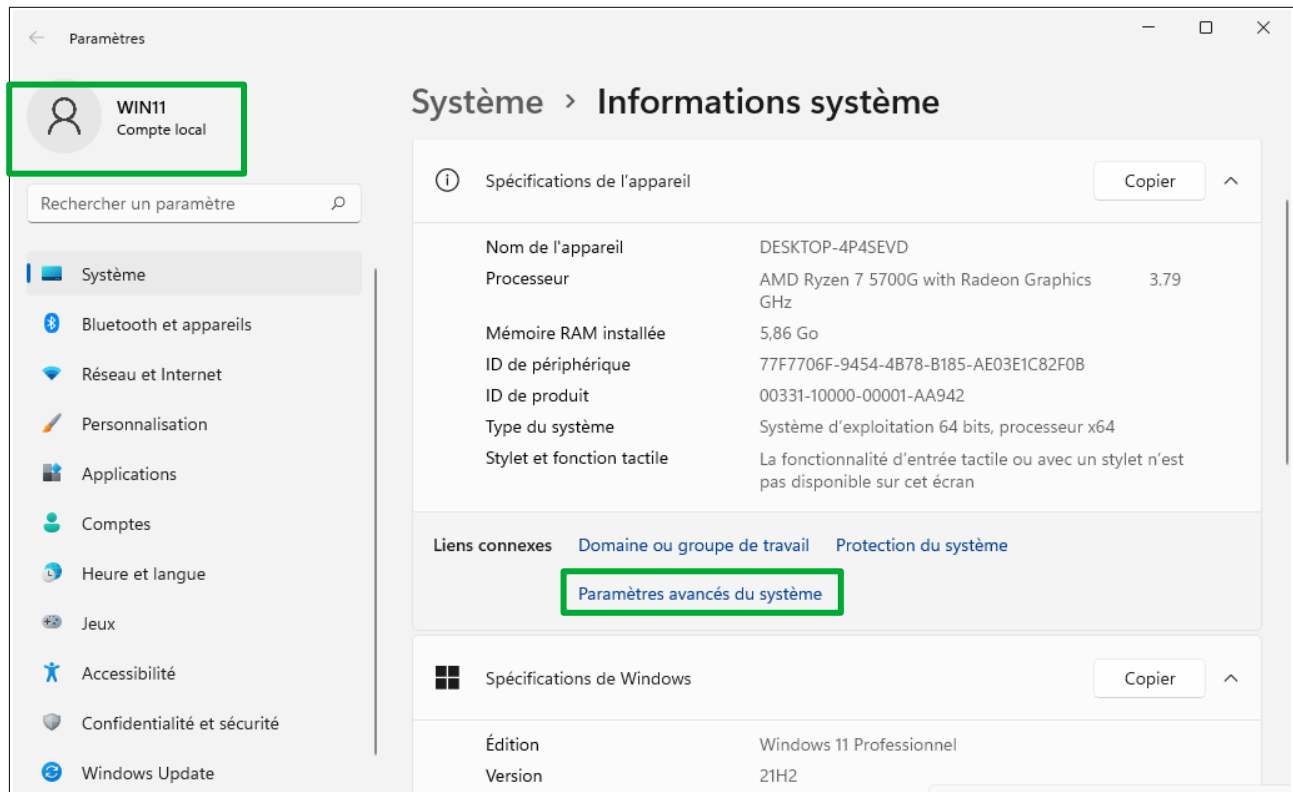 Paramètres
WIN11
Compte local
Rechercher un paramètre
Système
Bluetooth et appareils
Réseau et Internet
Personnalisation
Applications
Comptes
Heure et langue
Jeux
Accessibilité
Confidentialité et sécurité
Windows Update
Système > Informations système
Spécifications de l'appareil Copier
Nom de l'appareil DESKTOP-4P4SEVD
Processeur AMD Ryzen 7 5700G with Radeon Graphics 3.79
GHz
Mémoire RAM installée 5,86 Go
ID de périphérique 77F7706F-9454-4B78-B185-AE03E1C82F0B
ID de produit 00331-10000-00001-AA942
Type du système Système d'exploitation 64 bits, processeur x64
Stylet et fonction tactile La fonctionnalité d'entrée tactile ou avec un stylet n'est
pas disponible sur cet écran
Liens connexes Domaine ou groupe de travail Protection du système
Paramètres avancés du système
Spécifications de Windows Copier
Édition Windows 11 Professionnel
Version 21H2